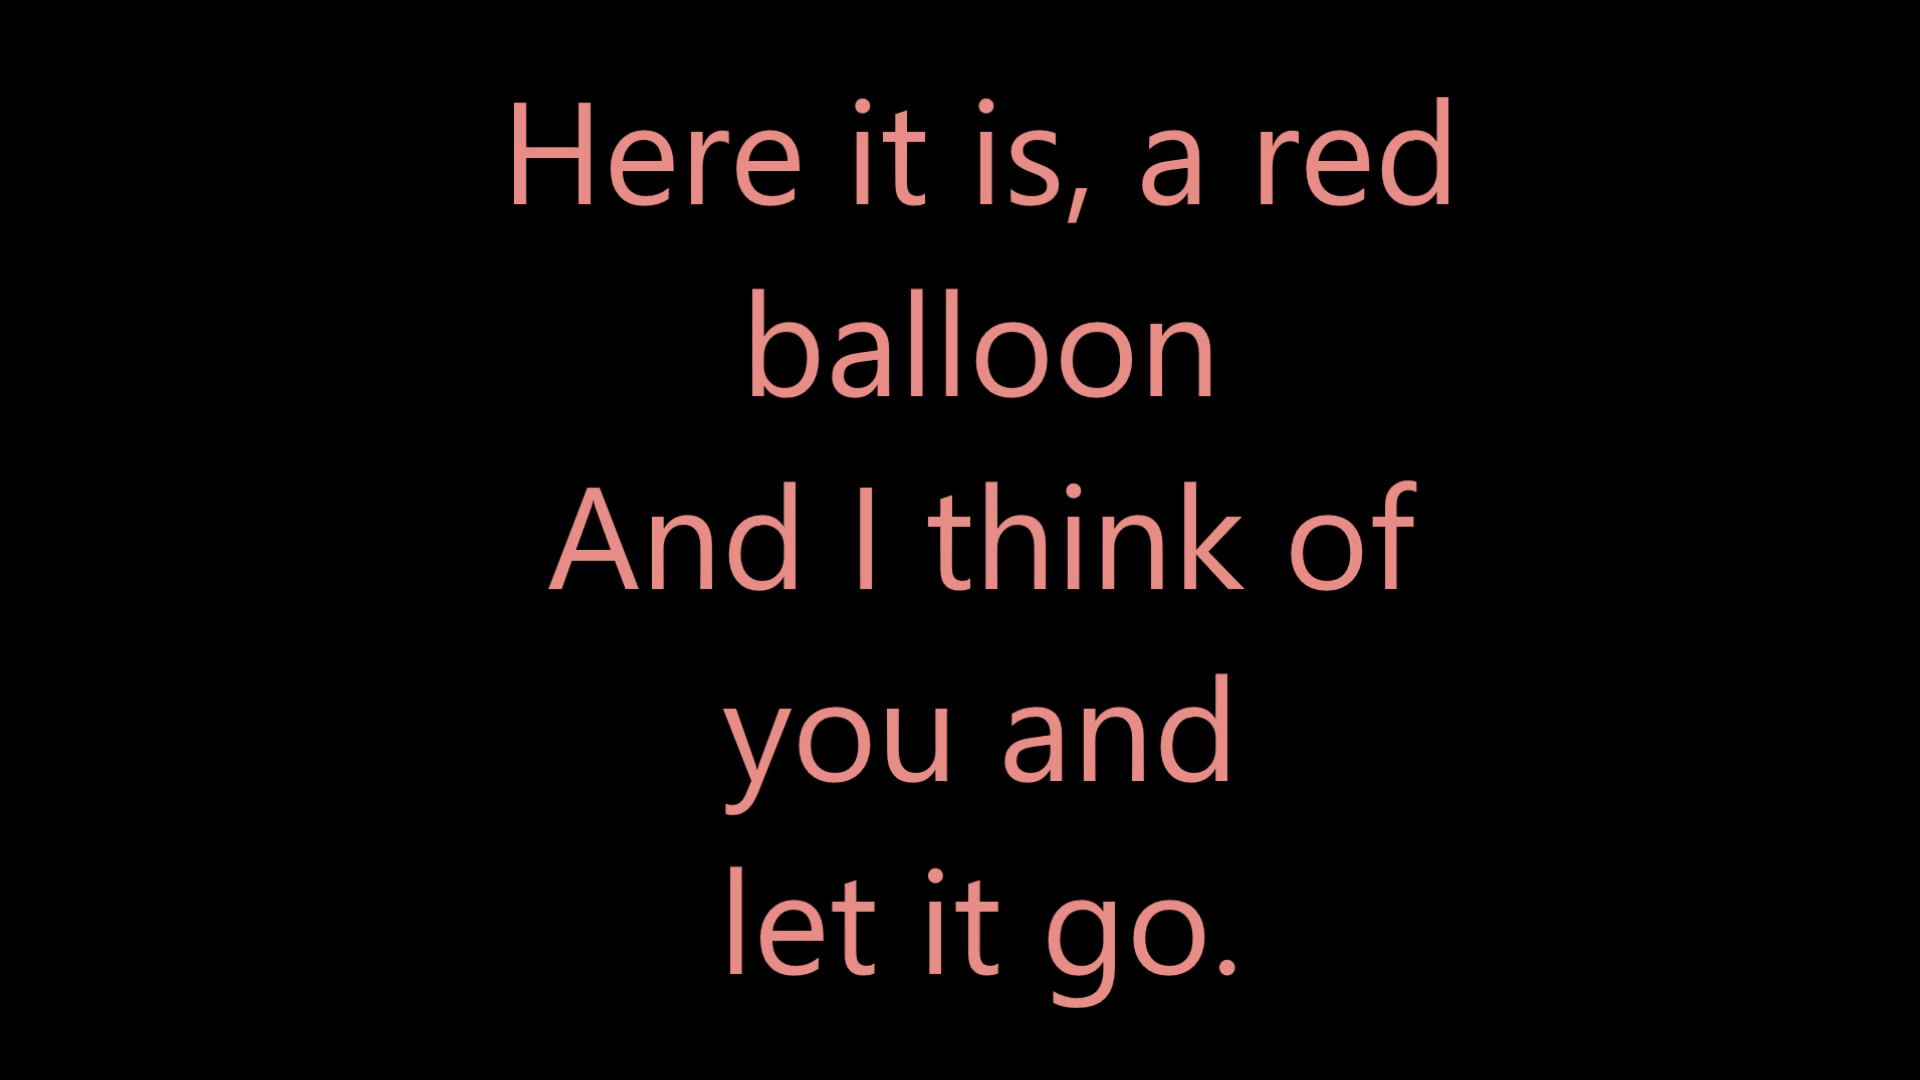 Here it is, a red
balloon
And I think of
you and
let it go.